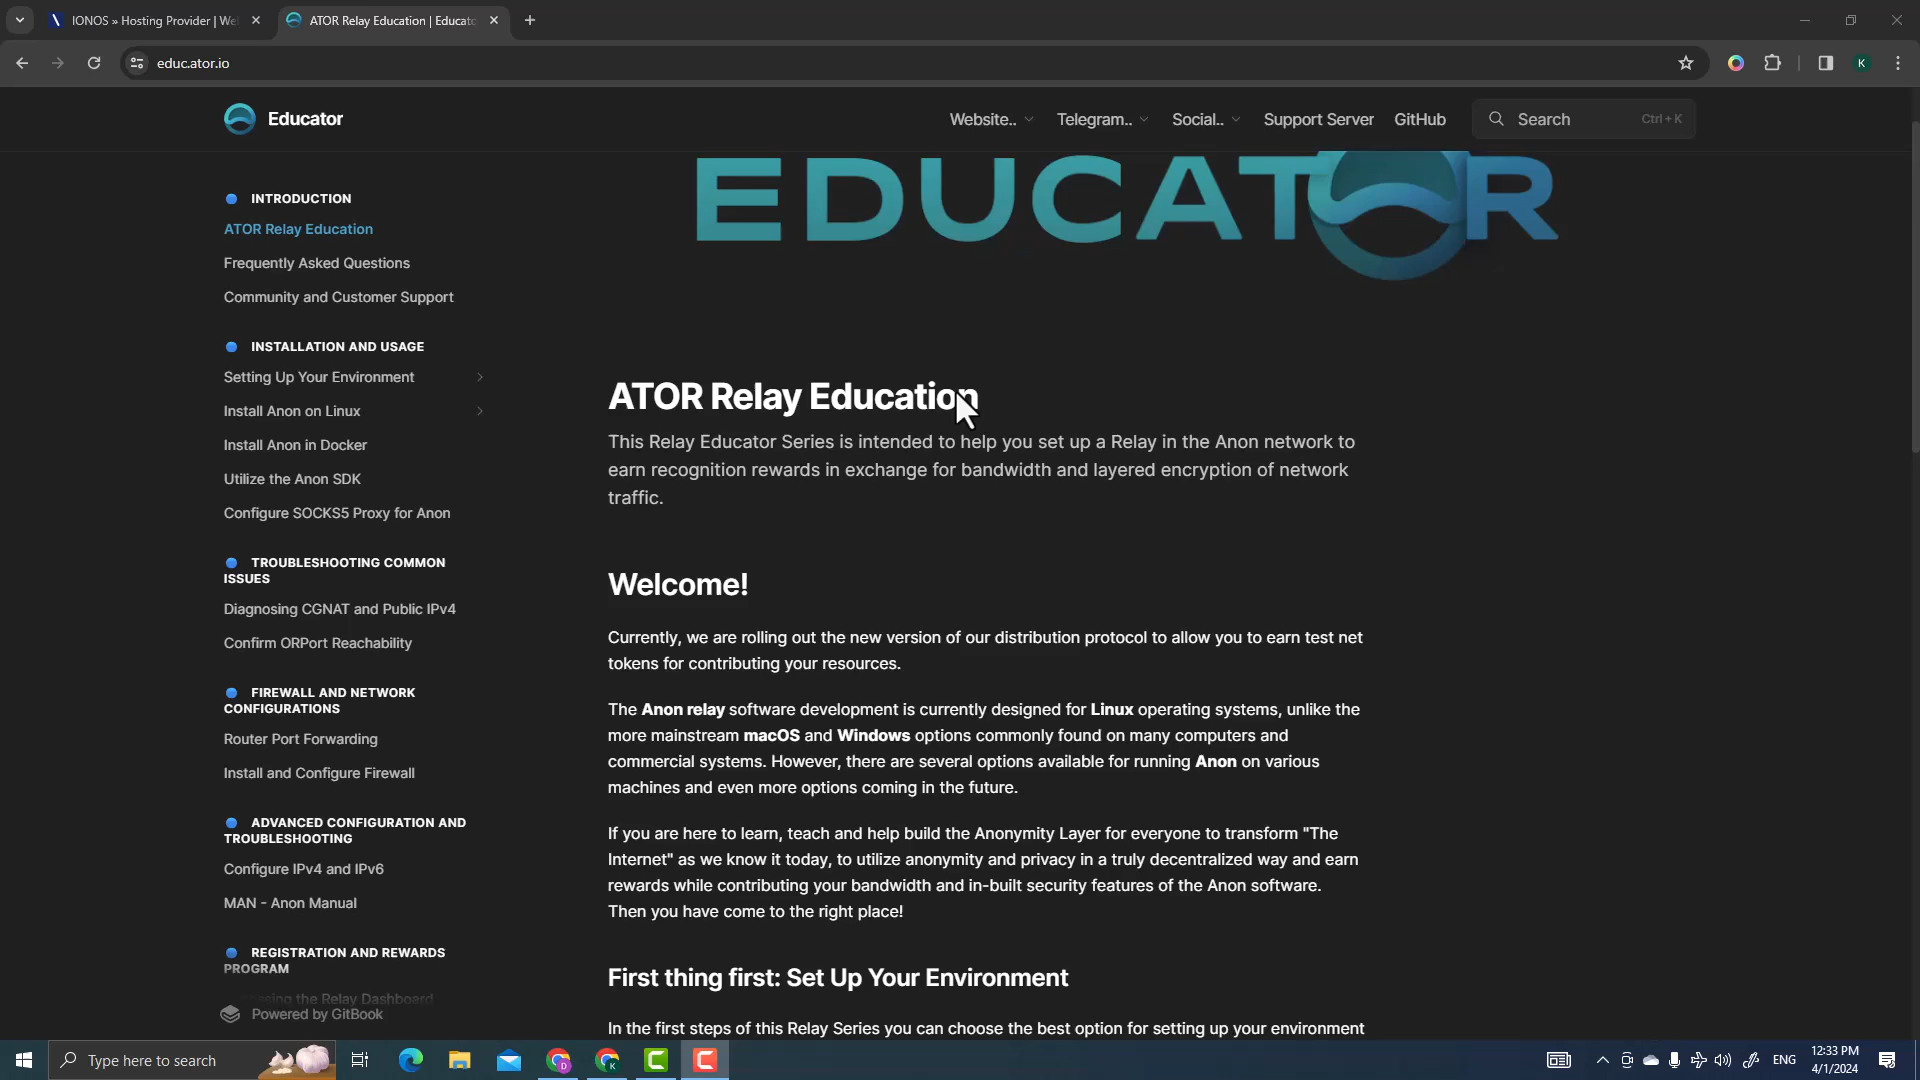 IONOS » Hosting Provider | We
ATOR Relay Education | Educato
educ.ator.io
K
Educator
Website..
Telegram..
Social..
Support Server
GitHub
Search
Ctrl + K
INTRODUCTION
ATOR Relay Education
Frequently Asked Questions
Community and Customer Support
INSTALLATION AND USAGE
Setting Up Your Environment
Install Anon on Linux
Install Anon in Docker
Utilize the Anon SDK
Configure SOCKS5 Proxy for Anon
TROUBLESHOOTING COMMON
ISSUES
Diagnosing CGNAT and Public IPv4
Confirm ORPort Reachability
FIREWALL AND NETWORK
CONFIGURATIONS
Router Port Forwarding
Install and Configure Firewall
ADVANCED CONFIGURATION AND
TROUBLESHOOTING
Configure IPv4 and IPv6
MAN - Anon Manual
REGISTRATION AND REWARDS
PROGRAM
the Relay Dashboard
Powered by GitBook
EDUCATOR
ATOR Relay Education
This Relay Educator Series is intended to help you set up a Relay in the Anon network to
earn recognition rewards in exchange for bandwidth and layered encryption of network
traffic.
Welcome!
Currently, we are rolling out the new version of our distribution protocol to allow you to earn test net
tokens for contributing your resources.
The Anon relay software development is currently designed for Linux operating systems, unlike the
more mainstream macOS and Windows options commonly found on many computers and
commercial systems. However, there are several options available for running Anon on various
machines and even more options coming in the future.
If you are here to learn, teach and help build the Anonymity Layer for everyone to transform "The
Internet" as we know it today, to utilize anonymity and privacy in a truly decentralized way and earn
rewards while contributing your bandwidth and in-built security features of the Anon software.
Then you have come to the right place!
First thing first: Set Up Your Environment
In the first steps of this Relay Series you can choose the best option for setting up your environment
Type here to search
D
K
C
C
ENG
12:33 PM
4/1/2024